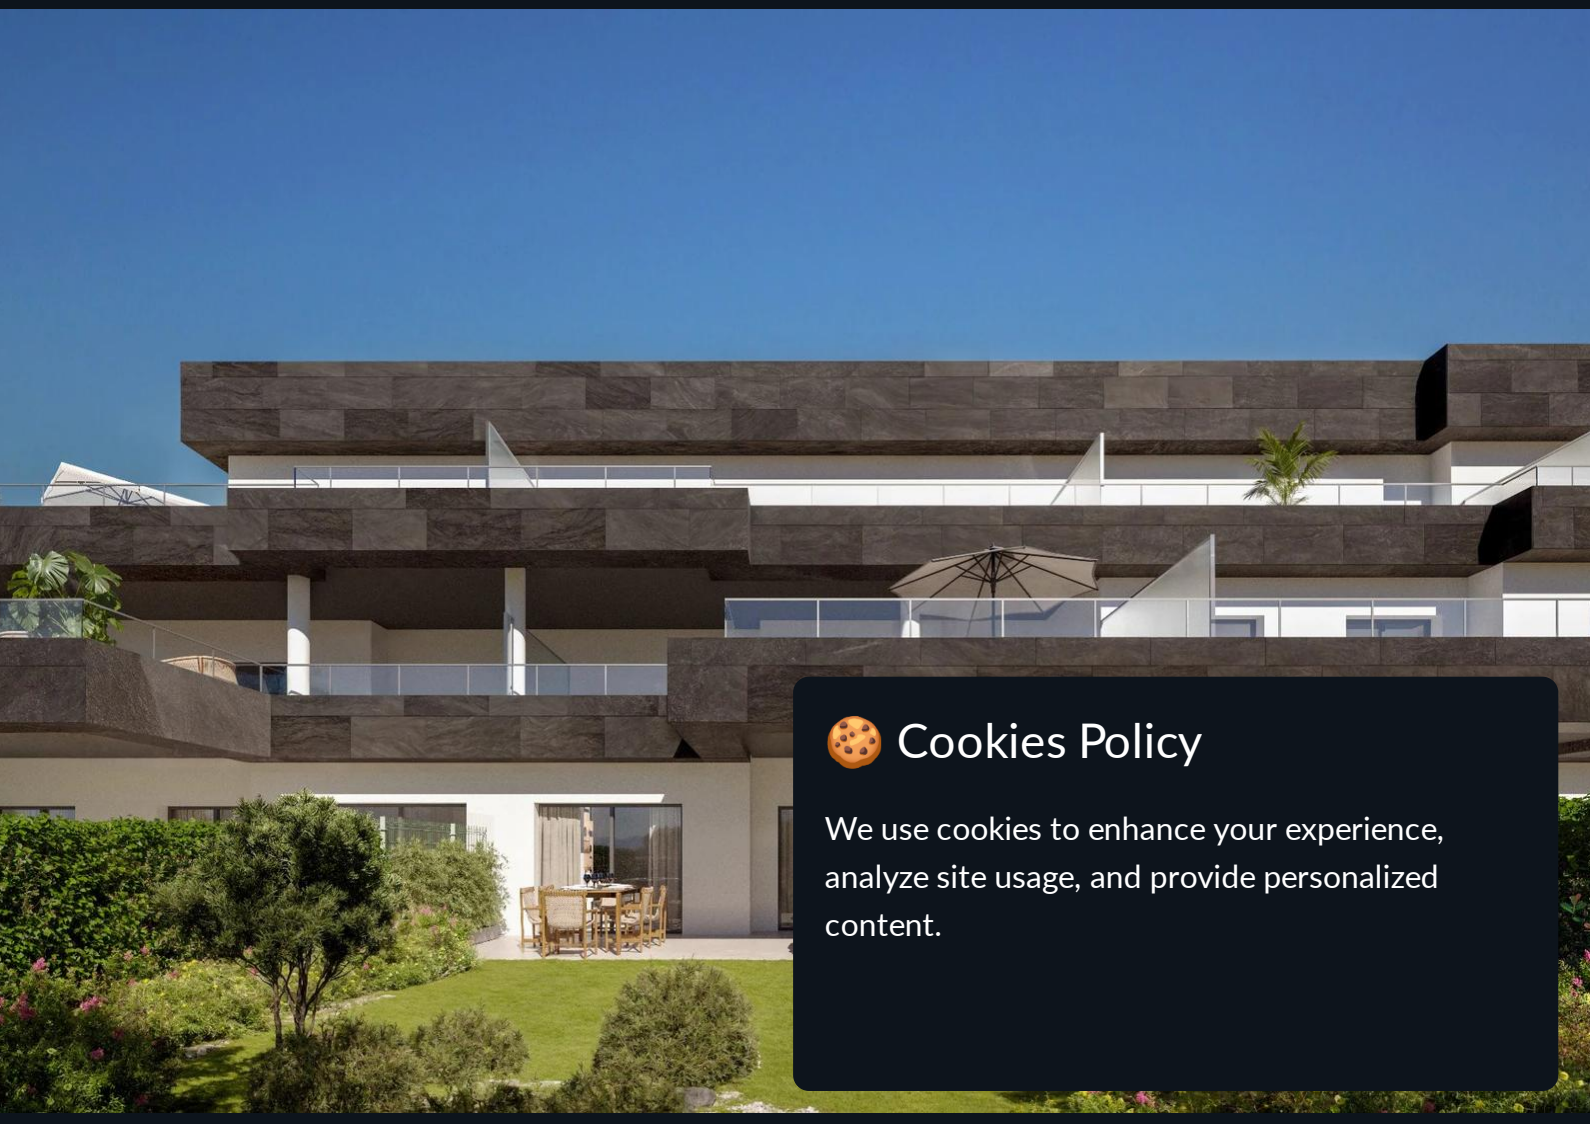 🍪 Cookies Policy
We use cookies to enhance your experience,
analyze site usage, and provide personalized
content.